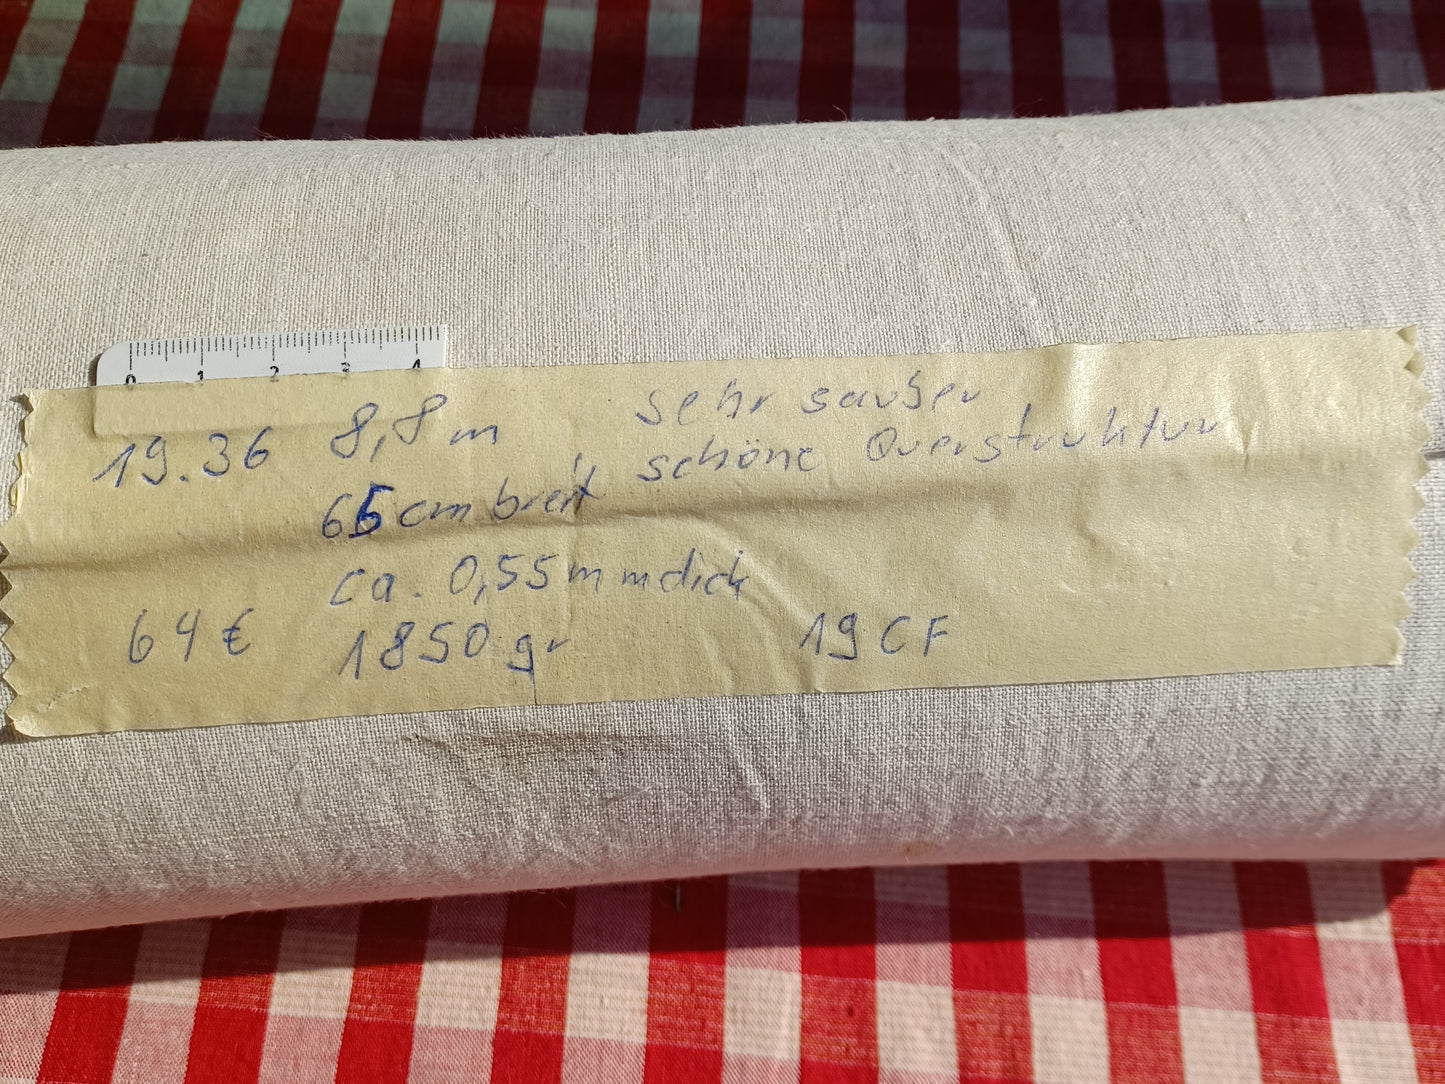 0 1 2 3 4
19.36 8,8 m sehr sauber
65 cm breit schöne Querstruktur
ca. 0,55 mm dick
64 € 1850 gr 19 CF